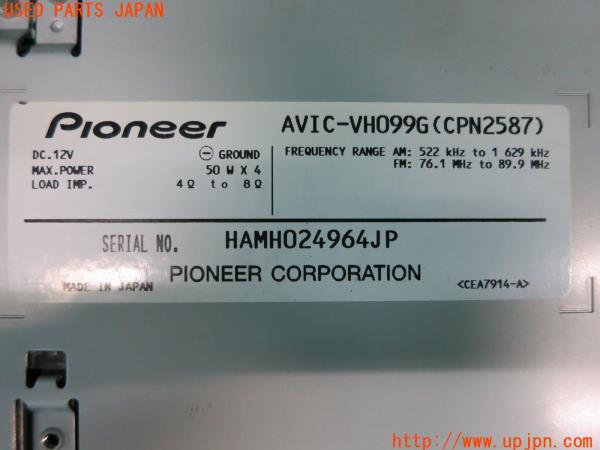 USED PARTS JAPAN
Pioneer
AVIC-VH099G(CPN2587)
DC.12V ⊖ GROUND
MAX.POWER 50 W X 4
LOAD IMP. 4Ω to 8Ω
FREQUENCY RANGE AM: 522 kHz to 1 629 kHz
FM: 76.1 MHz to 89.9 MHz
SERIAL NO. HAMH024964JP
PIONEER CORPORATION
MADE IN JAPAN
<CEA7914-A>
http://www.upjpn.com/